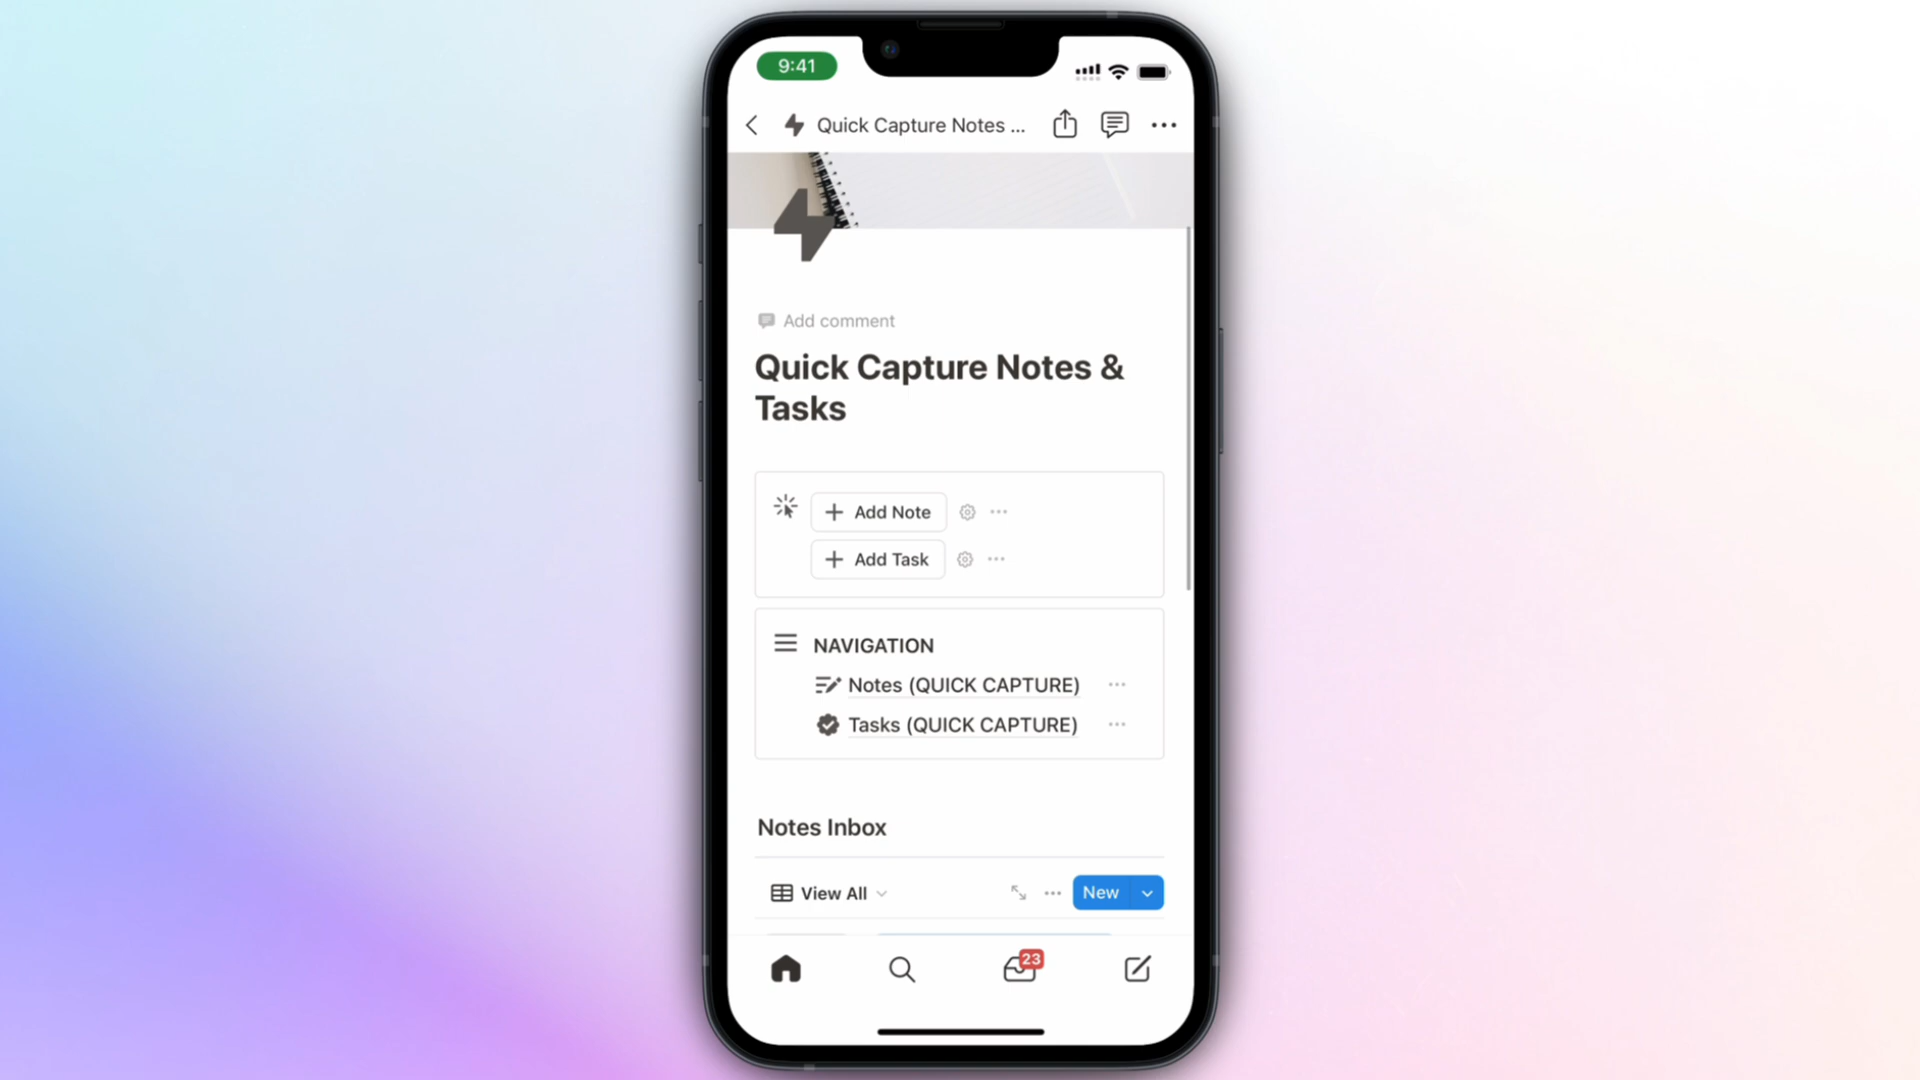 9:41
Quick Capture Notes ...
Add comment
Quick Capture Notes &
Tasks
Add Note
Add Task
NAVIGATION
Notes (QUICK CAPTURE)
Tasks (QUICK CAPTURE)
Notes Inbox
View All
New
23